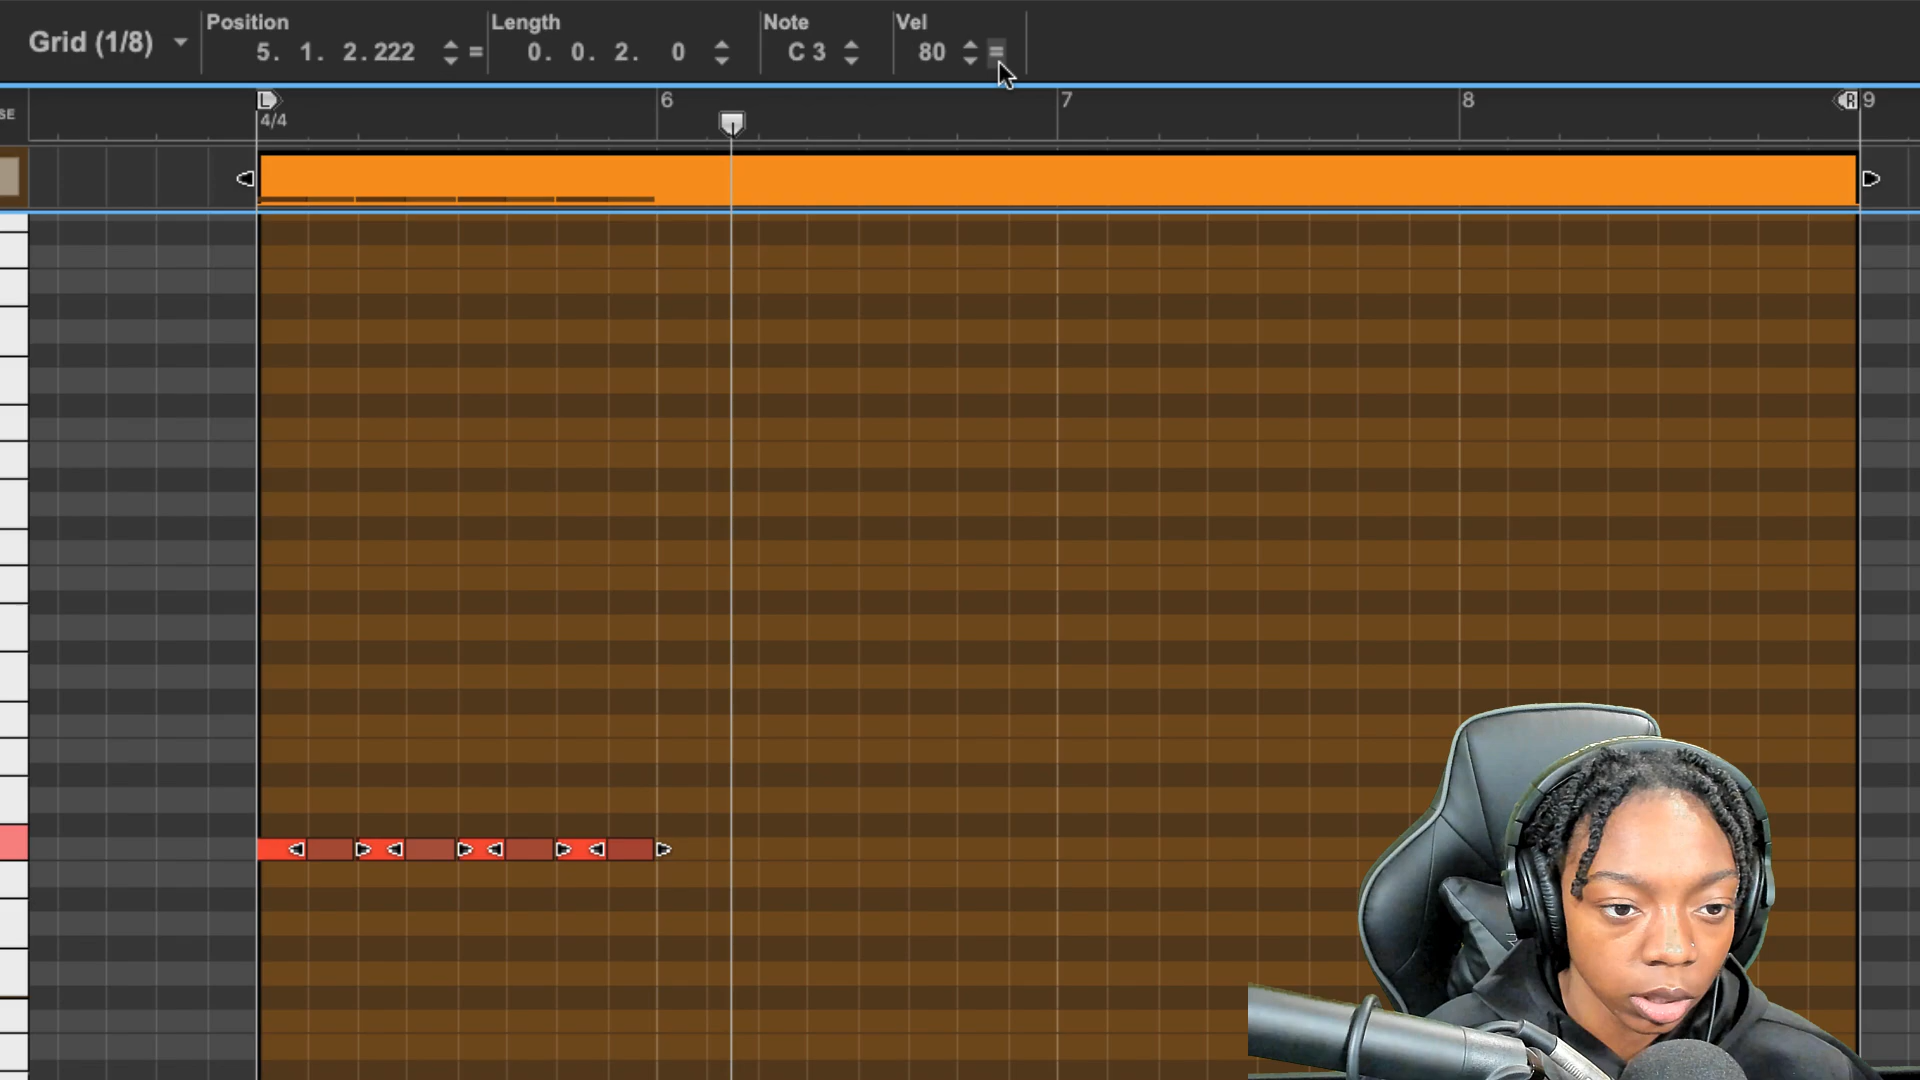 Grid (1/8)
Position
5. 1. 2.222 =
Length
0. 0. 2. 0
Note
C 3
Vel
80 =
SE
L 6 7 8 R 9
4/4